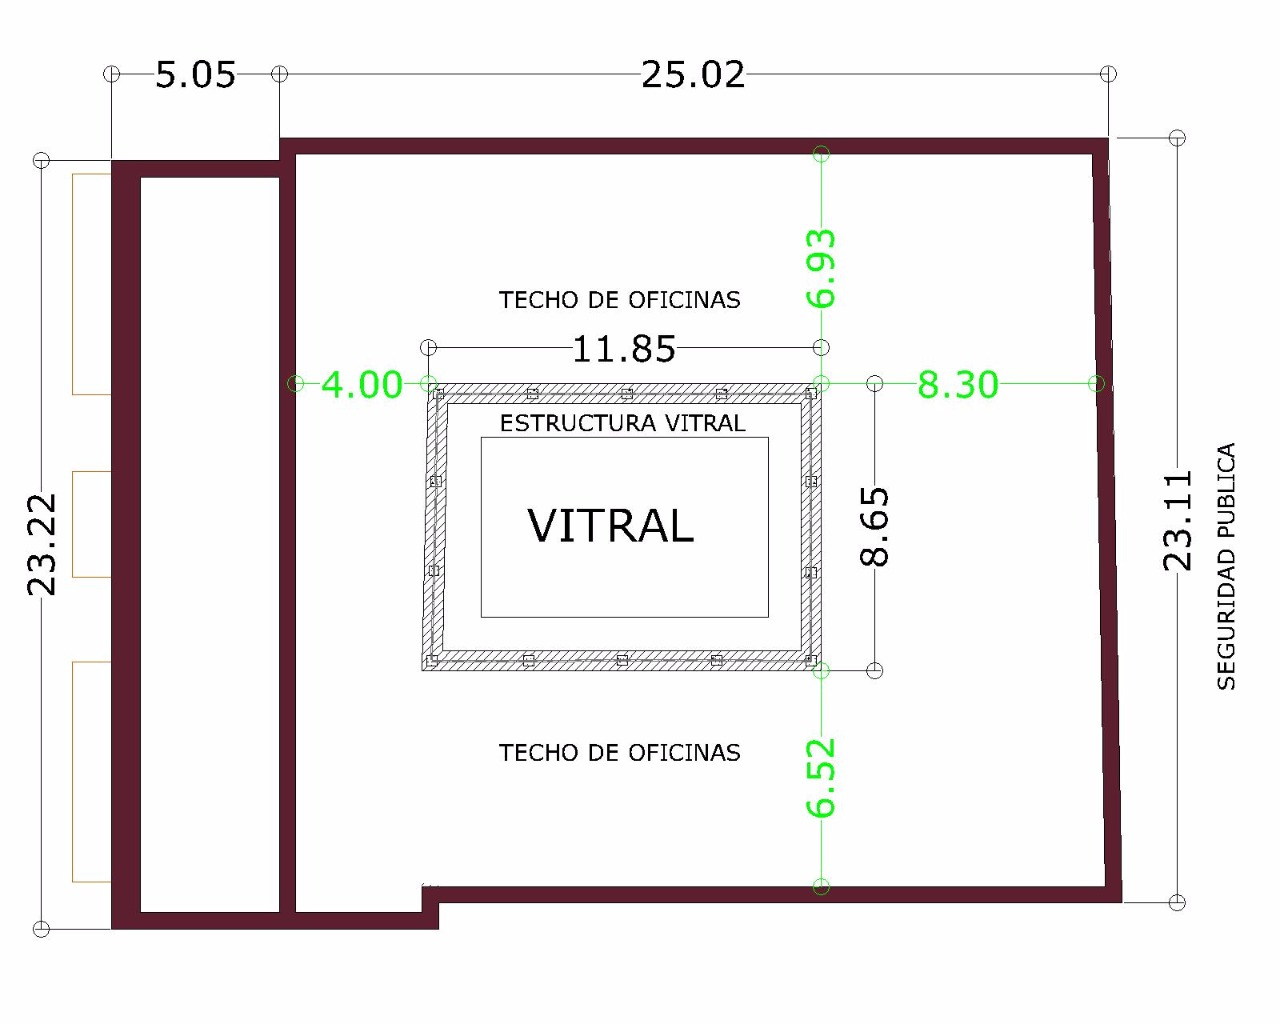 5.05
25.02
6.93
TECHO DE OFICINAS
11.85
4.00
8.30
ESTRUCTURA VITRAL
VITRAL
8.65
23.22
23.11
SEGURIDAD PUBLICA
TECHO DE OFICINAS
6.52